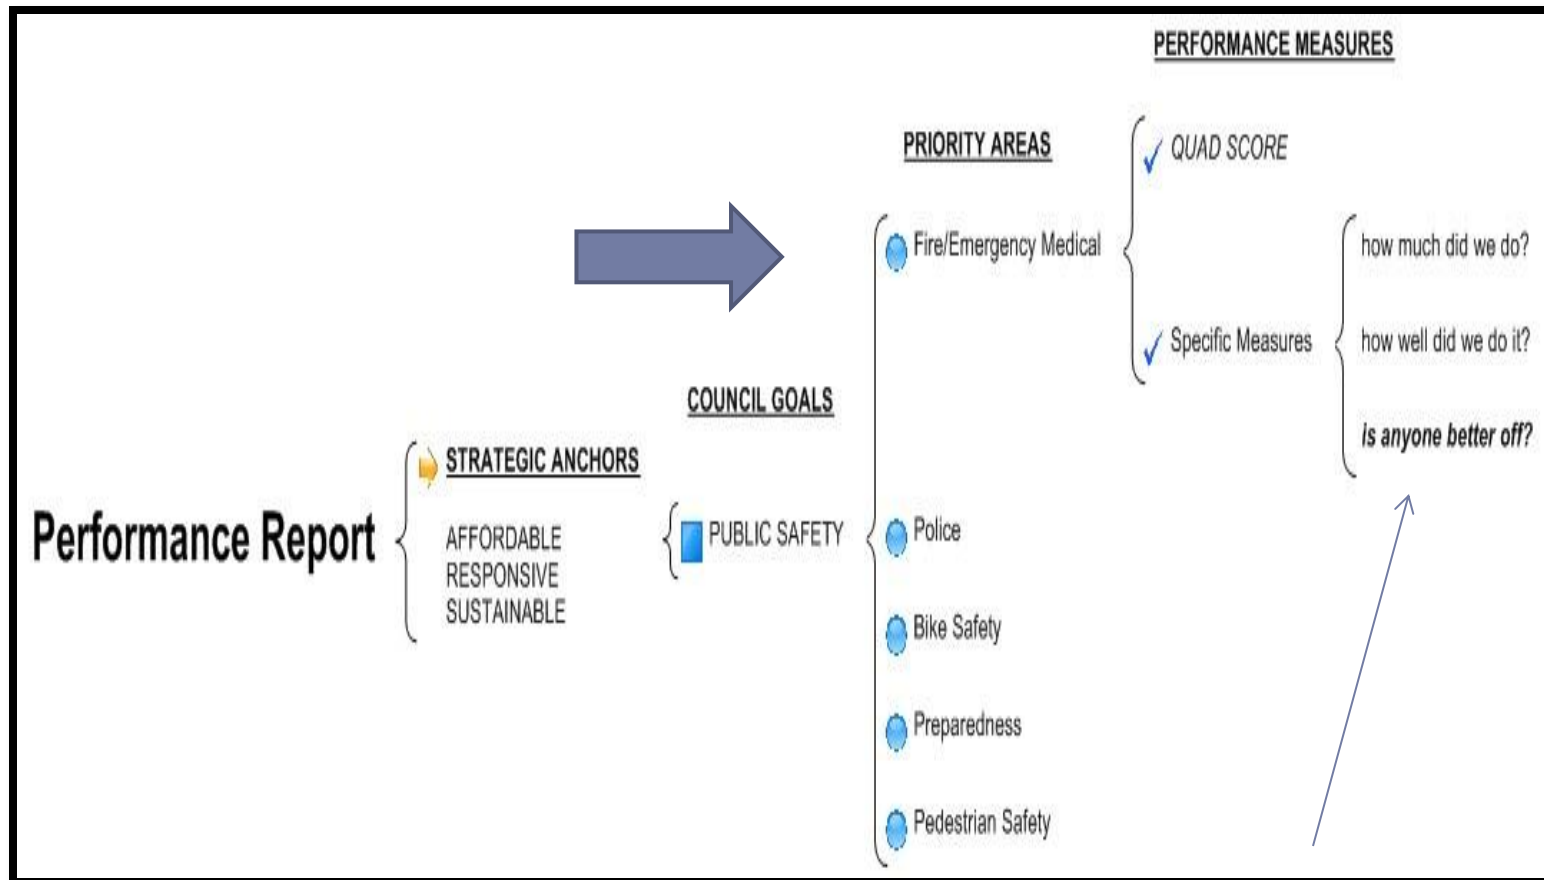 Performance Report
STRATEGIC ANCHORS
AFFORDABLE
RESPONSIVE
SUSTAINABLE
COUNCIL GOALS
PUBLIC SAFETY
PRIORITY AREAS
Fire/Emergency Medical
Police
Bike Safety
Preparedness
Pedestrian Safety
PERFORMANCE MEASURES
QUAD SCORE
Specific Measures
how much did we do?
how well did we do it?
is anyone better off?